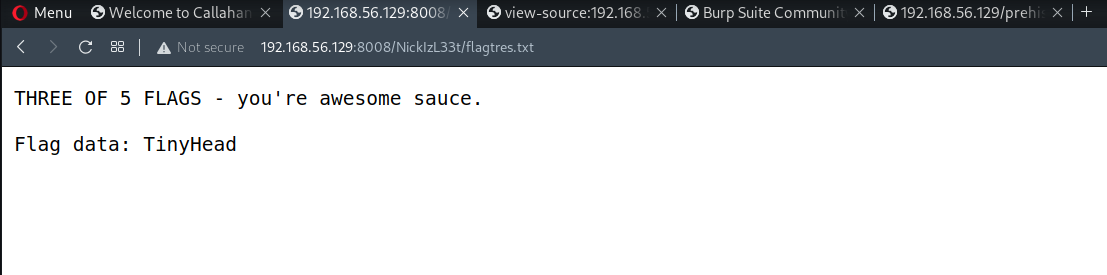 Menu
Welcome to Callahan
192.168.56.129:8008/
view-source:192.168.
Burp Suite Communit
192.168.56.129/prehis
Not secure 192.168.56.129:8008/NickIzL33t/flagtres.txt
THREE OF 5 FLAGS - you're awesome sauce.
Flag data: TinyHead